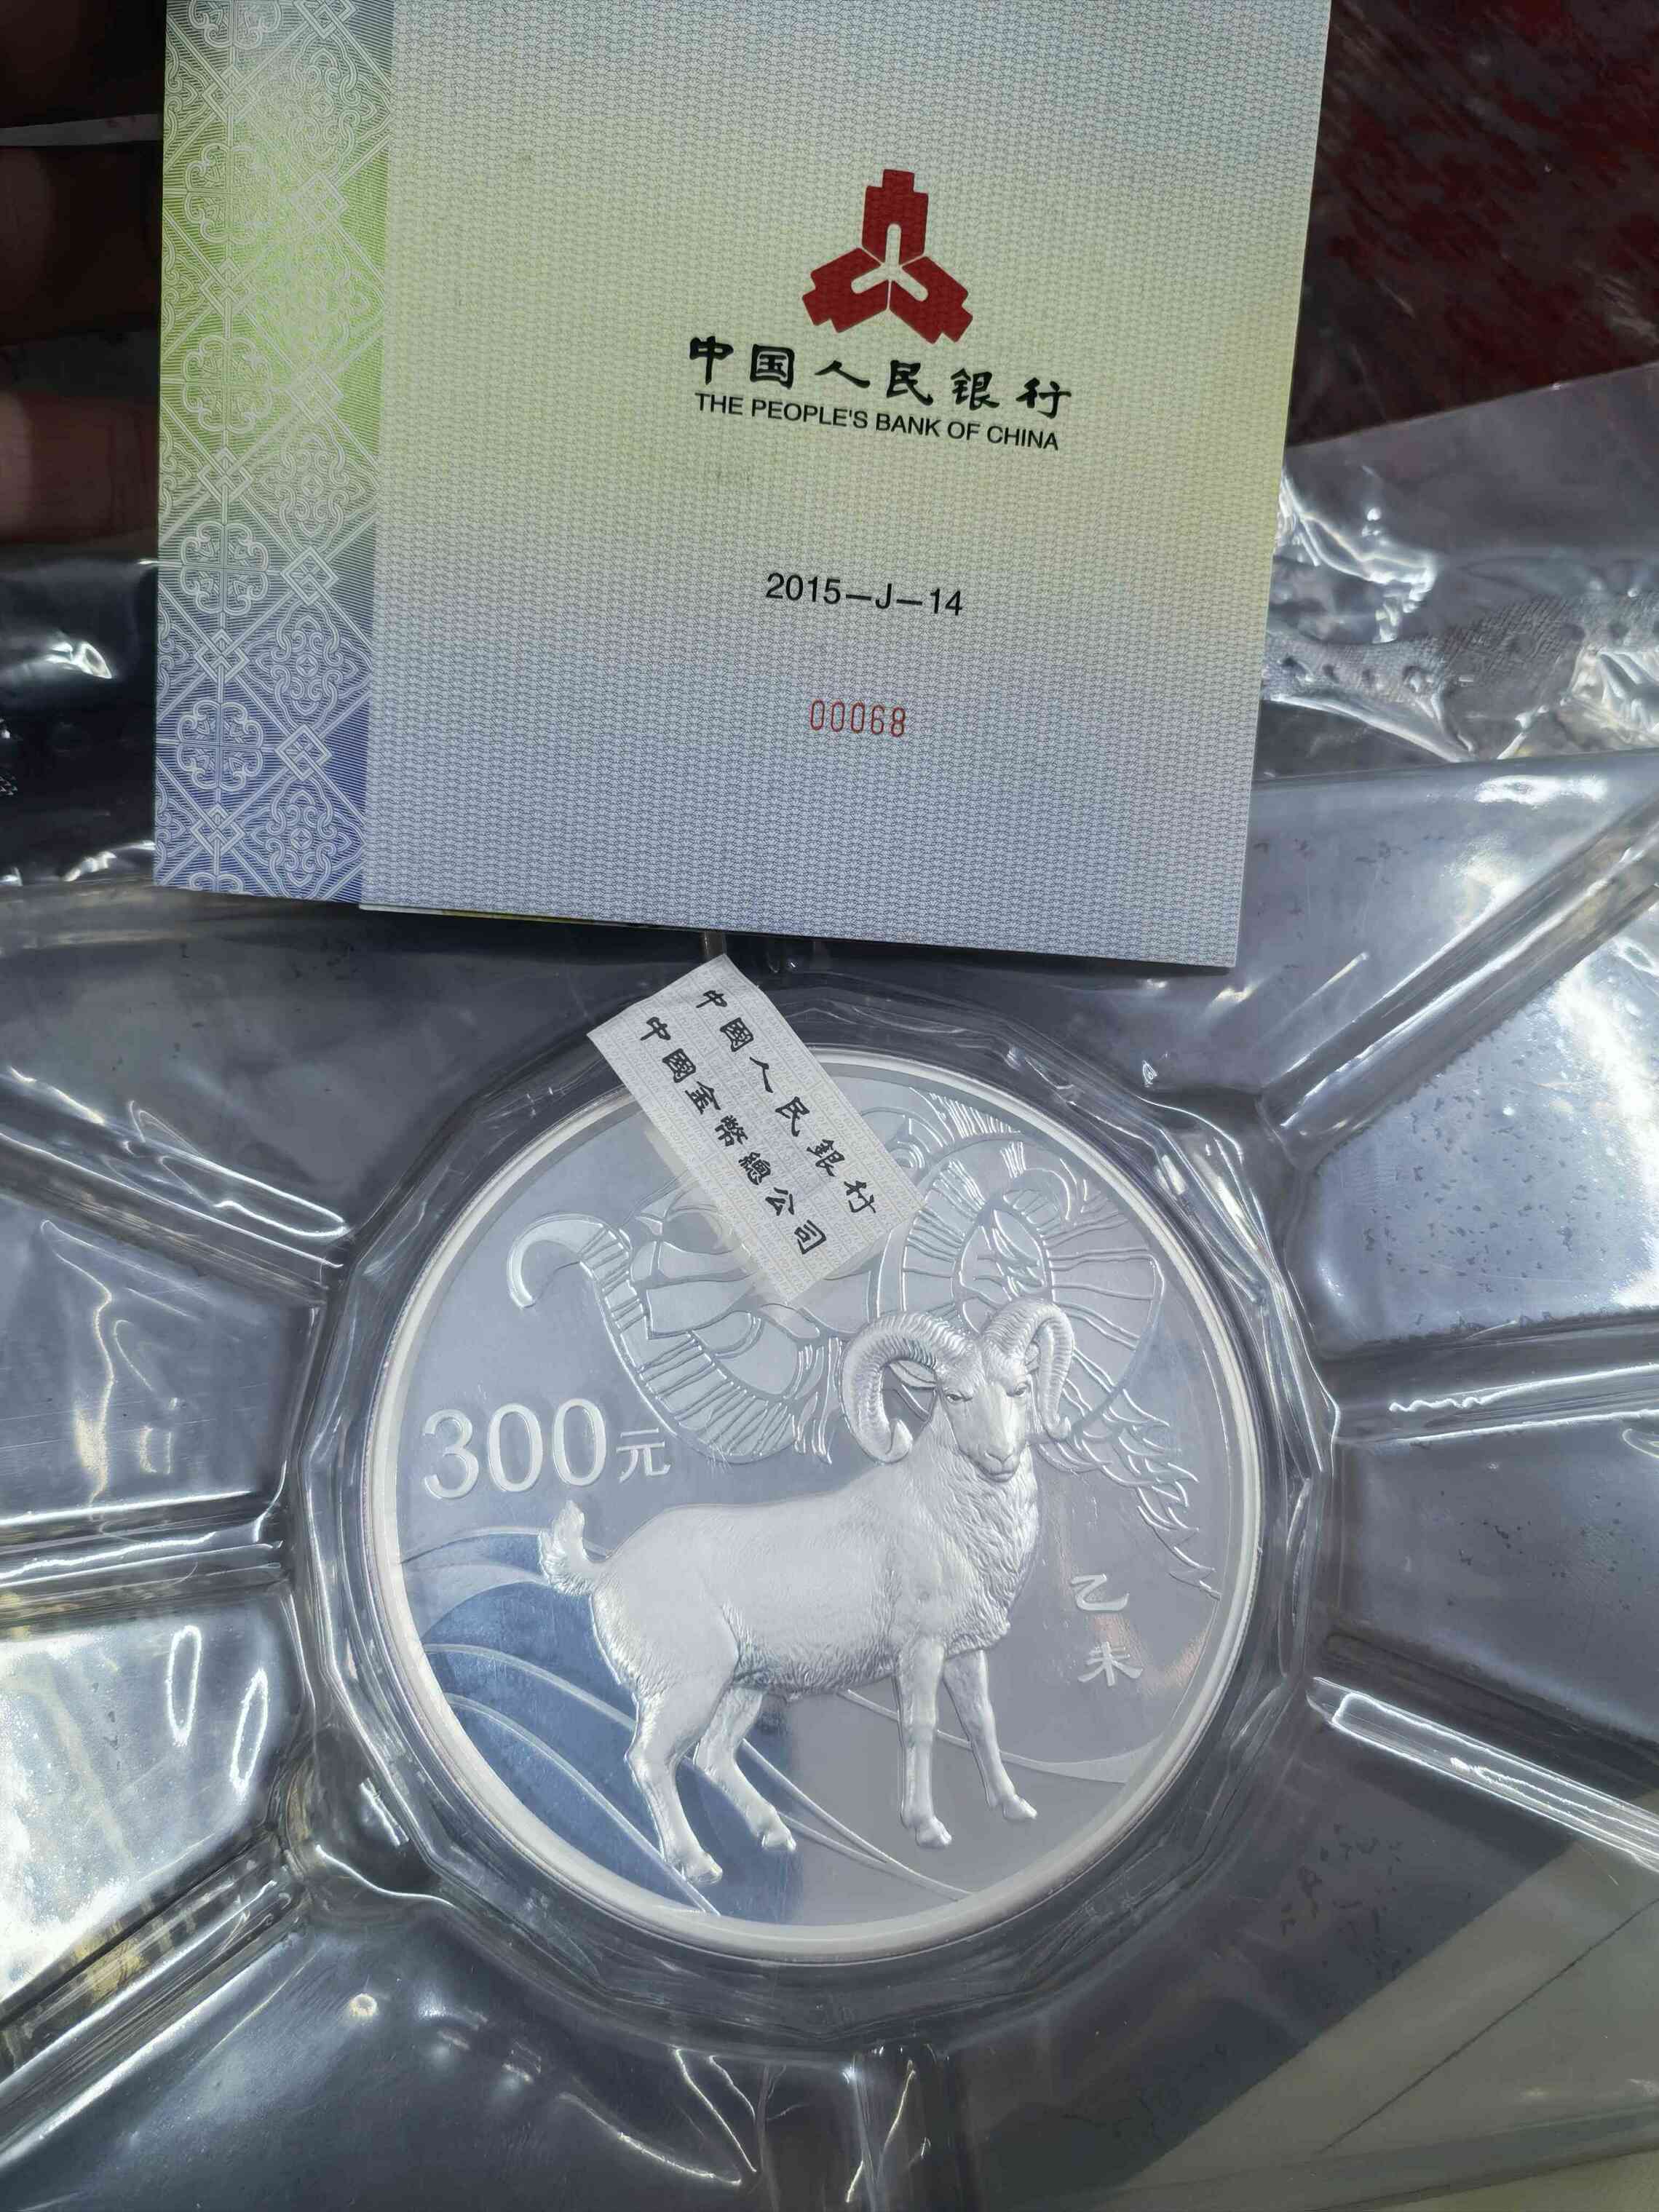 中国人民银行
THE PEOPLE'S BANK OF CHINA
2015—J—14
00068
中國人民銀行
中國金幣總公司
300元
乙
未